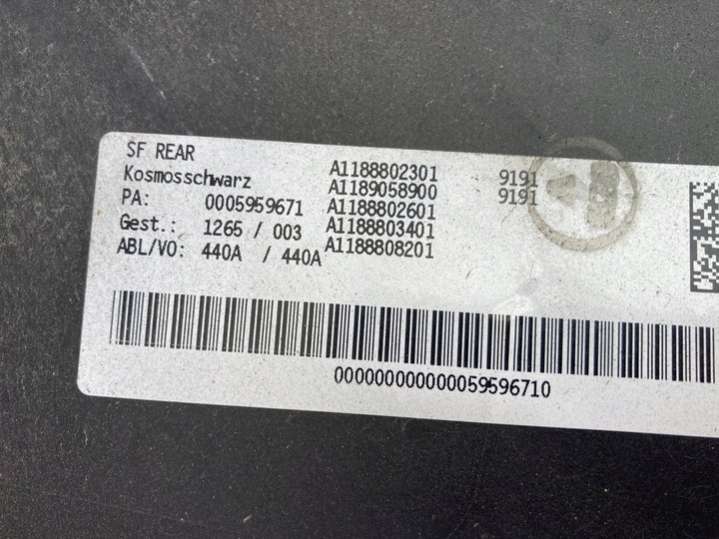 SF REAR
Kosmosschwarz
PA: 0005959671
Gest.: 1265 / 003
ABL/VO: 440A / 440A
A1188802301 9191
A1189058900 9191
A1188802601
A1188803401
A1188808201
000000000000059596710